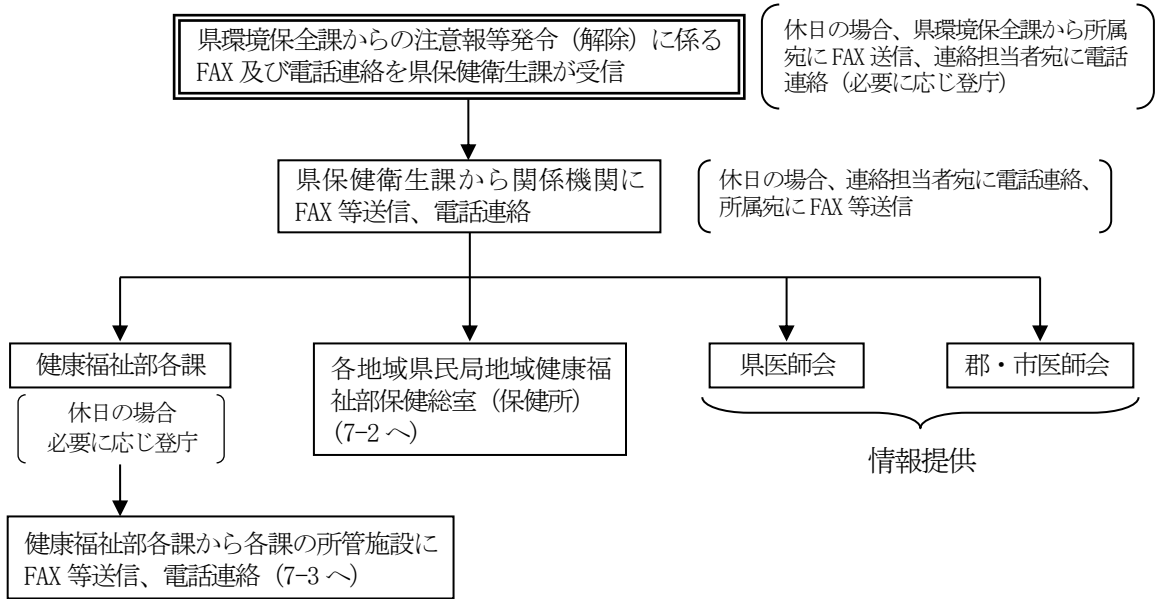 県環境保全課からの注意報等発令（解除）に係る
FAX 及び電話連絡を県保健衛生課が受信
休日の場合、県環境保全課から所属
宛に FAX 送信、連絡担当者宛に電話
連絡（必要に応じ登庁）
県保健衛生課から関係機関に
FAX 等送信、電話連絡
休日の場合、連絡担当者宛に電話連絡、
所属宛に FAX 等送信
健康福祉部各課
各地域県民局地域健康福
祉部保健総室（保健所）
(7-2 へ)
県医師会
郡・市医師会
休日の場合
必要に応じ登庁
情報提供
健康福祉部各課から各課の所管施設に
FAX 等送信、電話連絡（7-3 へ）